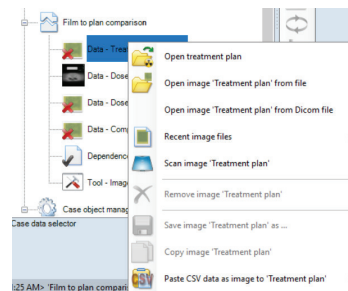 Film to plan comparison
Data - Trea
Data - Dose
Data - Dose
Data - Com
Dependence
Tool - Imag
Case object manag
Case data selector
:25 AM> 'Film to plan compari
Open treatment plan
Open image 'Treatment plan' from file
Open image 'Treatment plan' from Dicom file
Recent image files
Scan image 'Treatment plan'
Remove image 'Treatment plan'
Save image 'Treatment plan' as ...
Copy image 'Treatment plan'
CSV
Paste CSV data as image to 'Treatment plan'